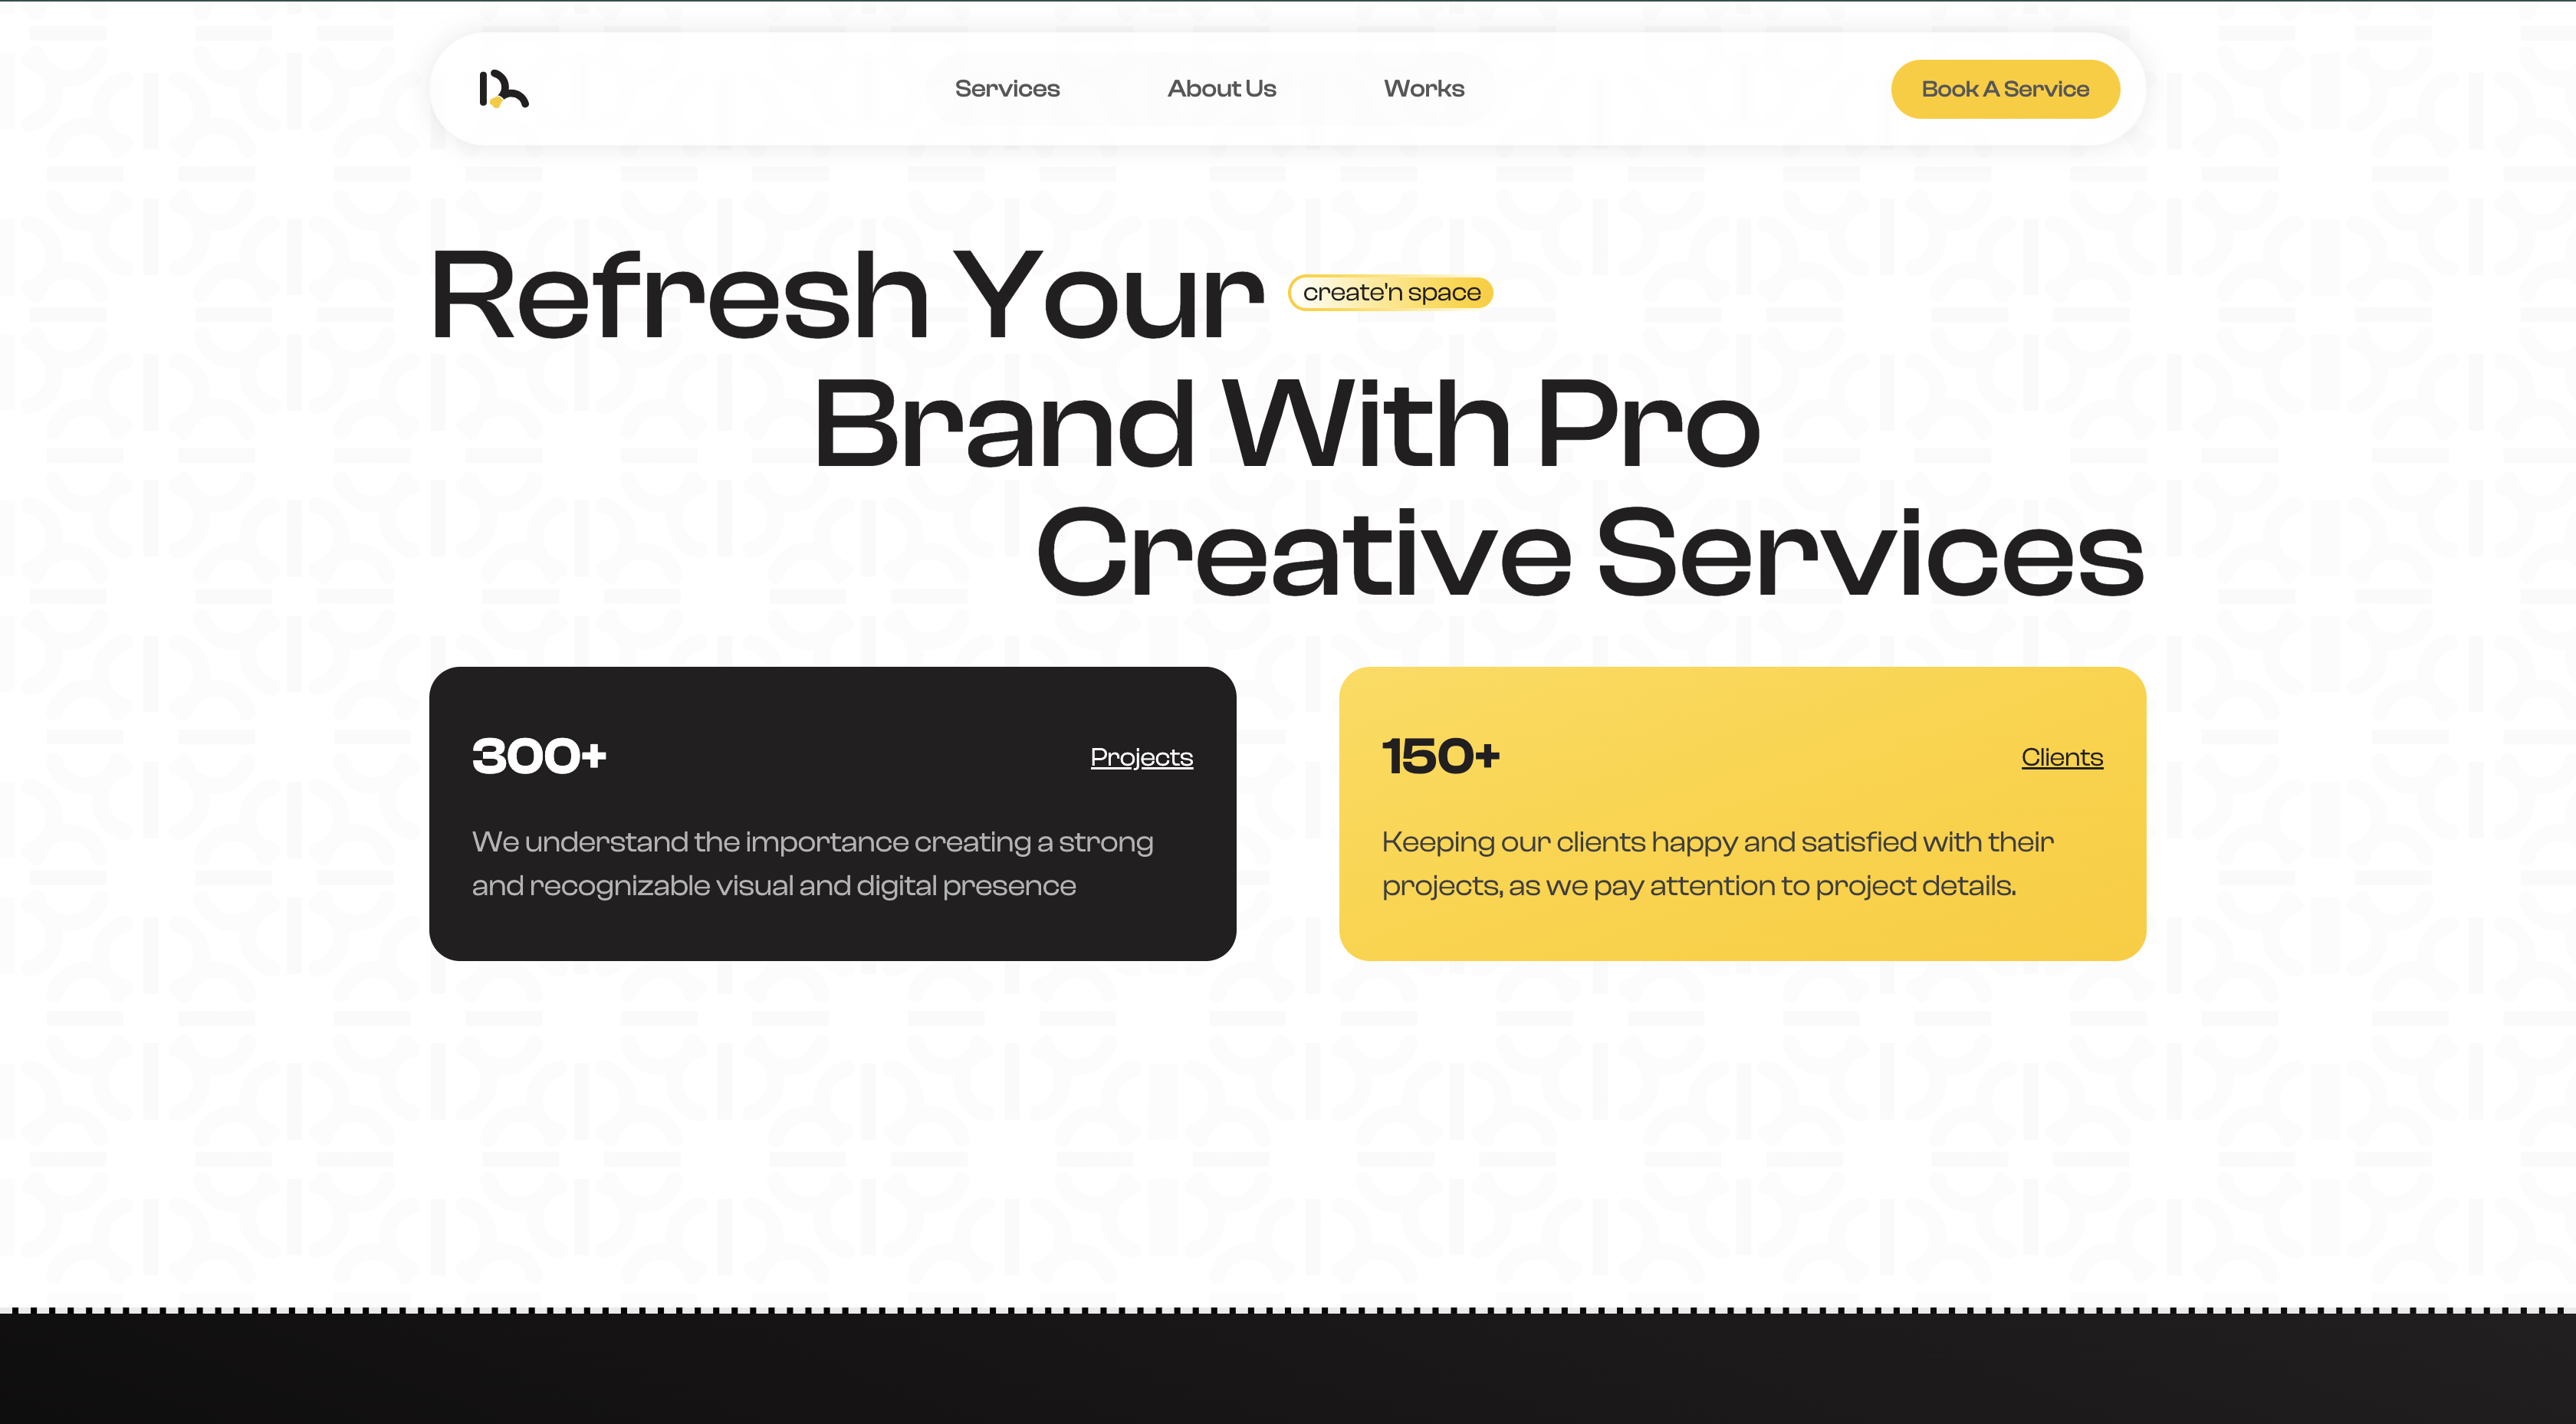 Services
About Us
Works
Book A Service
Refresh Your
create'n space
Brand With Pro
Creative Services
300+
Projects
We understand the importance creating a strong
and recognizable visual and digital presence
150+
Clients
Keeping our clients happy and satisfied with their
projects, as we pay attention to project details.